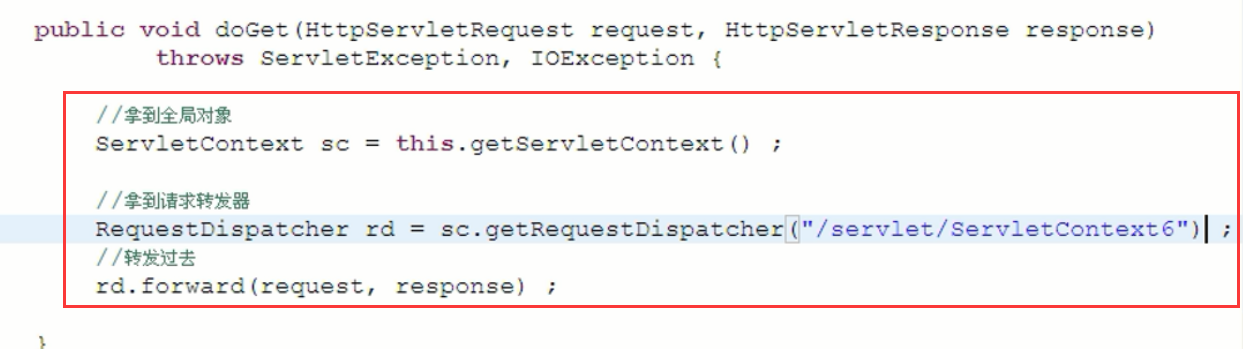 public void doGet(HttpServletRequest request, HttpServletResponse response)
throws ServletException, IOException {
//拿到全局对象
ServletContext sc = this.getServletContext() ;
//拿到请求转发器
RequestDispatcher rd = sc.getRequestDispatcher("/servlet/ServletContext6") ;
//转发过去
rd.forward(request, response) ;
}